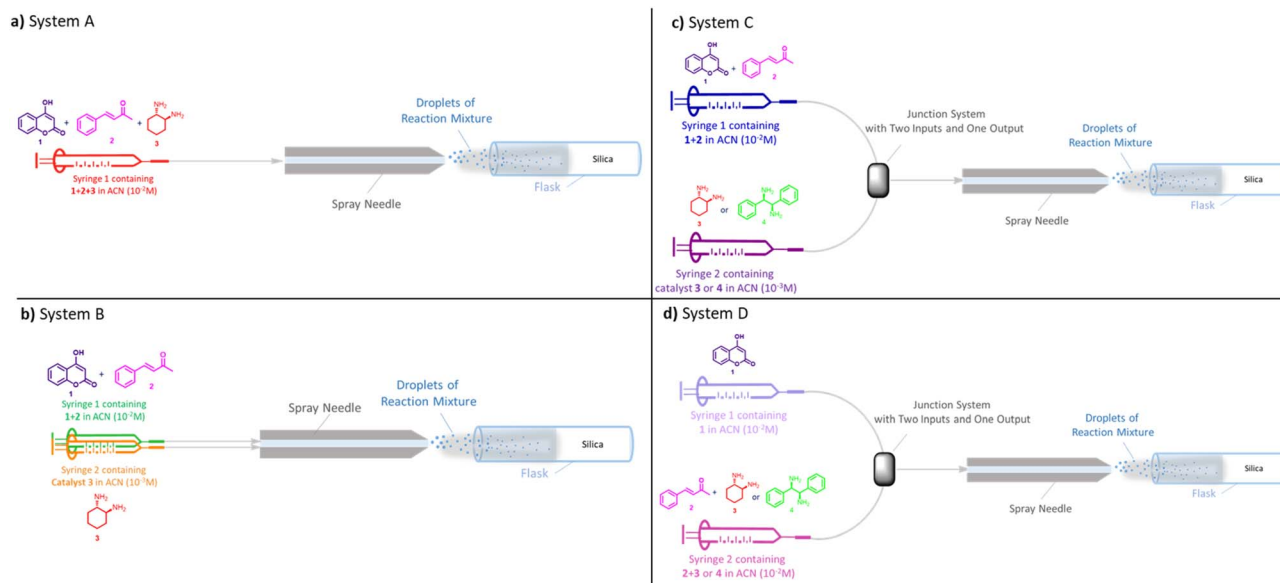 a) System A
OH
O
O
1
+
O
2
+
NH2
NH2
3
Syringe 1 containing
1+2+3 in ACN (10-2M)
Spray Needle
Droplets of
Reaction Mixture
Silica
Flask
b) System B
OH
O
O
1
+
O
2
Syringe 1 containing
1+2 in ACN (10-2M)
Syringe 2 containing
Catalyst 3 in ACN (10-3M)
NH2
NH2
3
Spray Needle
Droplets of
Reaction Mixture
Silica
Flask
c) System C
OH
O
O
1
+
O
2
Syringe 1 containing
1+2 in ACN (10-2M)
NH2
NH2
3
or
NH2
NH2
4
Syringe 2 containing
catalyst 3 or 4 in ACN (10-3M)
Junction System
with Two Inputs and One Output
Spray Needle
Droplets of
Reaction Mixture
Silica
Flask
d) System D
OH
O
O
1
Syringe 1 containing
1 in ACN (10-2M)
O
2
+
NH2
NH2
3
or
NH2
NH2
4
Syringe 2 containing
2+3 or 4 in ACN (10-2M)
Junction System
with Two Inputs and One Output
Spray Needle
Droplets of
Reaction Mixture
Silica
Flask